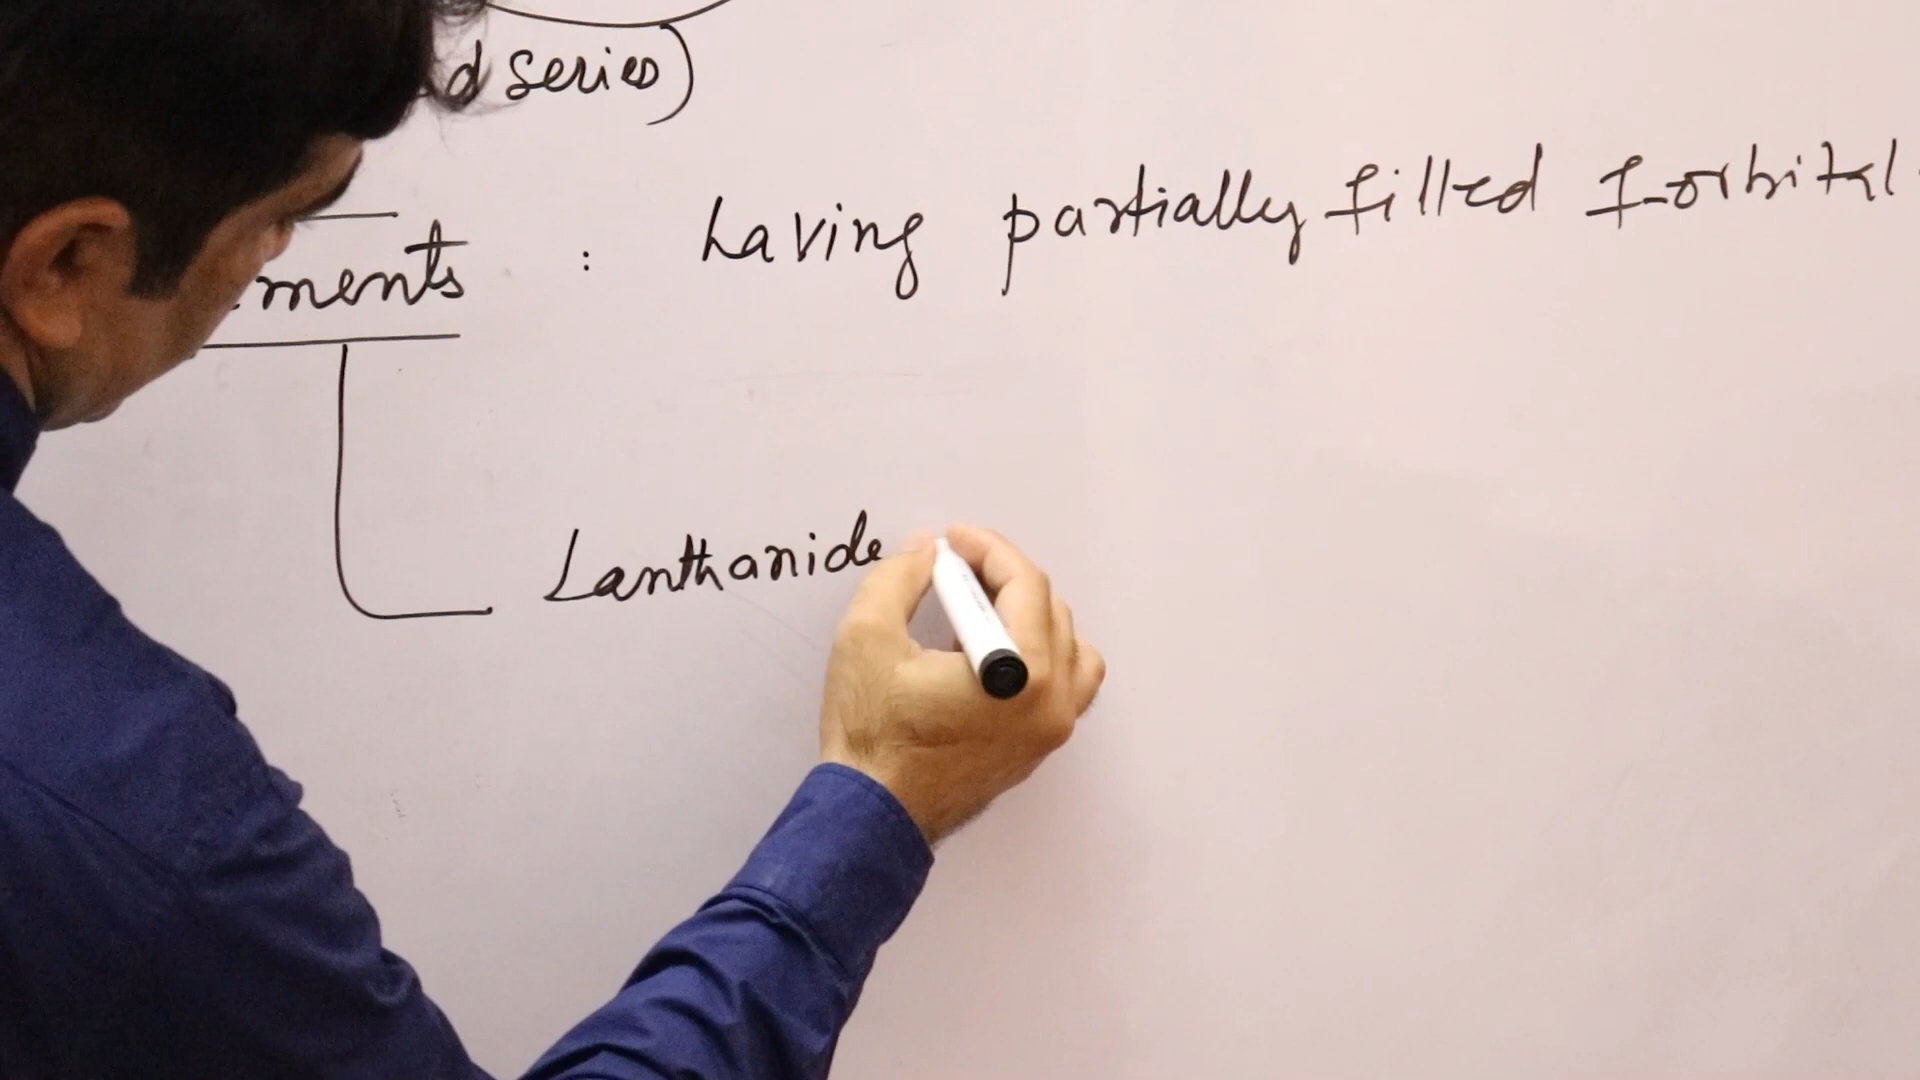 d series)
ments : having partially filled f-orbital.
Lanthanide